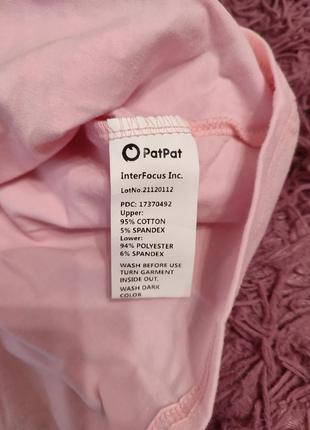 PatPat
InterFocus Inc.
LotNo.21120112
PDC: 17370492
Upper:
95% COTTON
5% SPANDEX
Lower:
94% POLYESTER
6% SPANDEX
WASH BEFORE USE
TURN GARMENT
INSIDE OUT.
WASH DARK
COLOR